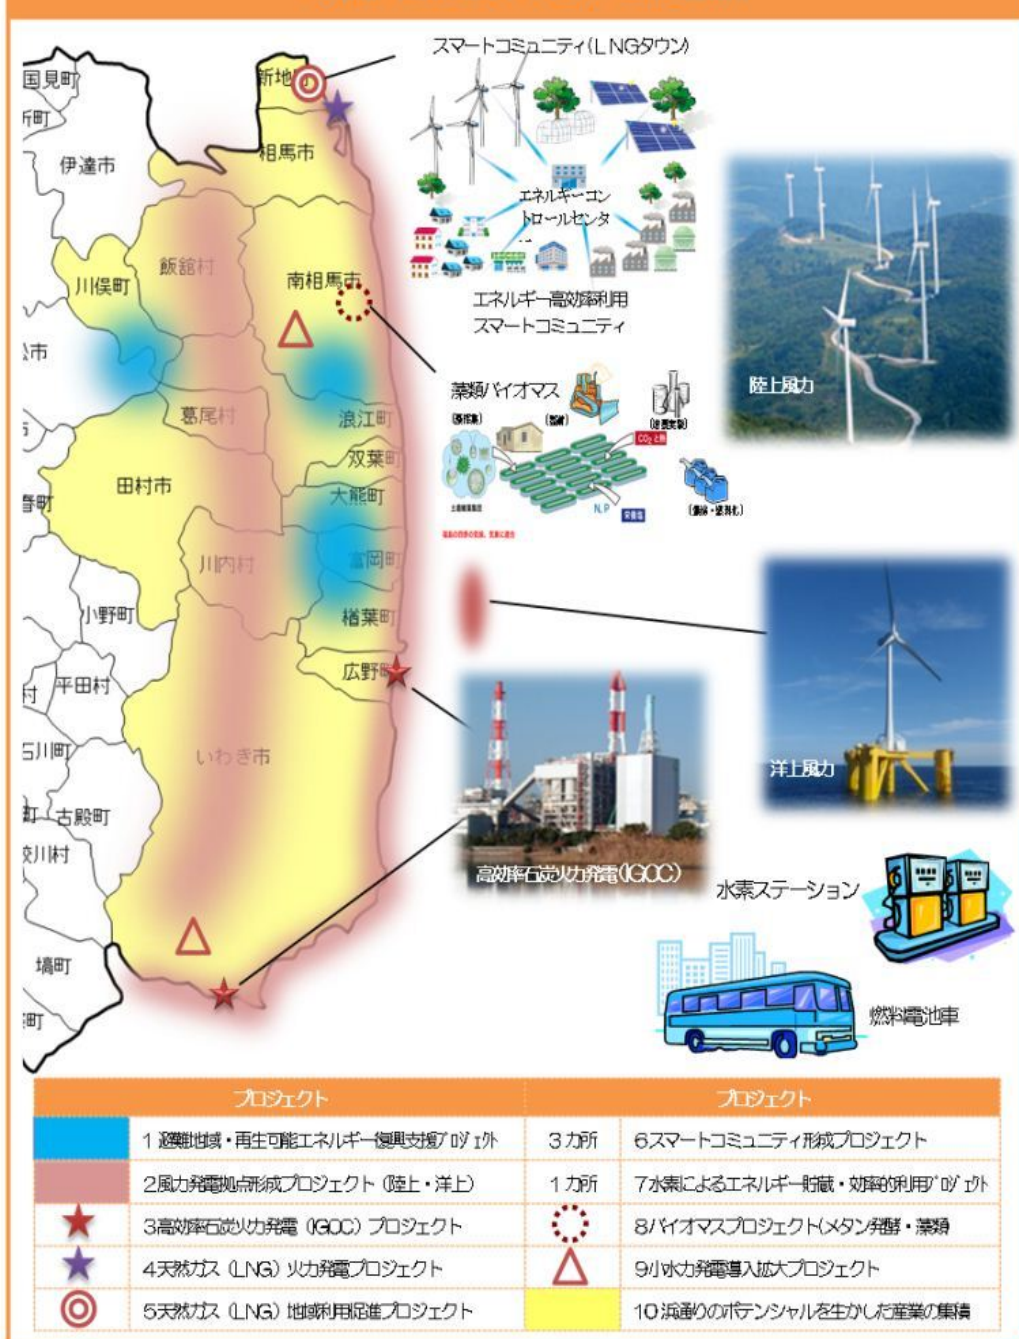 スマートコミュニティ(LNGタウン)
国見町
新地町
伊達市
相馬市
エネルギーコン
トロールセンタ
飯舘村
川俣町
南相馬市
エネルギー高効率利用
スマートコミュニティ
陸上風力
藻類バイオマス
葛尾村
浪江町
CO₂と熱
双葉町
田村市
大熊町
N、P
栄養塩
川内村
富岡町
小野町
楢葉町
平田村
広野町
石川町
いわき市
洋上風力
古殿町
鮫川村
高効率石炭火力発電(IGCC)
水素ステーション
塙町
燃料電池車
プロジェクト
プロジェクト
1 避難地域・再生可能エネルギー復興支援プロジェクト
3カ所
6スマートコミュニティ形成プロジェクト
2風力発電拠点形成プロジェクト(陸上・洋上)
1カ所
7水素によるエネルギー貯蔵・効率的利用プロジェクト
3高効率石炭火力発電(IGCC)プロジェクト
8バイオマスプロジェクト(メタン発酵・藻類
4天然ガス(LNG)火力発電プロジェクト
9小水力発電導入拡大プロジェクト
5天然ガス(LNG)地域利用促進プロジェクト
10浜通りのポテンシャルを生かした産業の集積